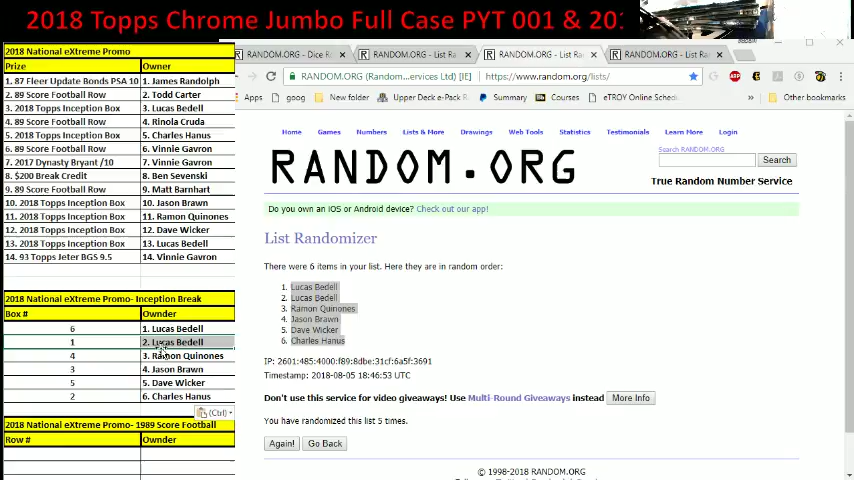 2018 Topps Chrome Jumbo Full Case PYT 001 & 201
2018 National eXtreme Promo
Prize Owner
1. 87 Fleer Update Bonds PSA 10 1. James Randolph
2. 89 Score Football Row 2. Todd Carter
3. 2018 Topps Inception Box 3. Lucas Bedell
4. 89 Score Football Row 4. Rinola Cruda
5. 2018 Topps Inception Box 5. Charles Hanus
6. 89 Score Football Row 6. Vinnie Gavron
7. 2017 Dynasty Bryant /10 7. Vinnie Gavron
8. $200 Break Credit 8. Ben Sevenski
9. 89 Score Football Row 9. Matt Barnhart
10. 2018 Topps Inception Box 10. Jason Brawn
11. 2018 Topps Inception Box 11. Ramon Quinones
12. 2018 Topps Inception Box 12. Dave Wicker
13. 2018 Topps Inception Box 13. Lucas Bedell
14. 93 Topps Jeter BGS 9.5 14. Vinnie Gavron
2018 National eXtreme Promo- Inception Break
Box # Ownder
6 1. Lucas Bedell
1 2. Lucas Bedell
4 3. Ramon Quinones
3 4. Jason Brawn
5 5. Dave Wicker
2 6. Charles Hanus
(Ctrl)
2018 National eXtreme Promo- 1989 Score Football
Row # Ownder
RANDOM.ORG - Dice R RANDOM.ORG - List Ra RANDOM.ORG - List Ra RANDOM.ORG - List Ra
RANDOM.ORG (Random...ervices Ltd) [IE] https://www.random.org/lists/
Apps goog New folder Upper Deck e-Pack R Summary Courses eTROY Online Sched » Other bookmarks
Home Games Numbers Lists & More Drawings Web Tools Statistics Testimonials Learn More Login
Search RANDOM.ORG
Search
RANDOM.ORG
True Random Number Service
Do you own an iOS or Android device? Check out our app!
List Randomizer
There were 6 items in your list. Here they are in random order:
1. Lucas Bedell
2. Lucas Bedell
3. Ramon Quinones
4. Jason Brawn
5. Dave Wicker
6. Charles Hanus
IP: 2601:485:4000:f89:8dbe:31cf:6a5f:3691
Timestamp: 2018-08-05 18:46:53 UTC
Don't use this service for video giveaways! Use Multi-Round Giveaways instead More Info
You have randomized this list 5 times.
Again! Go Back
© 1998-2018 RANDOM.ORG